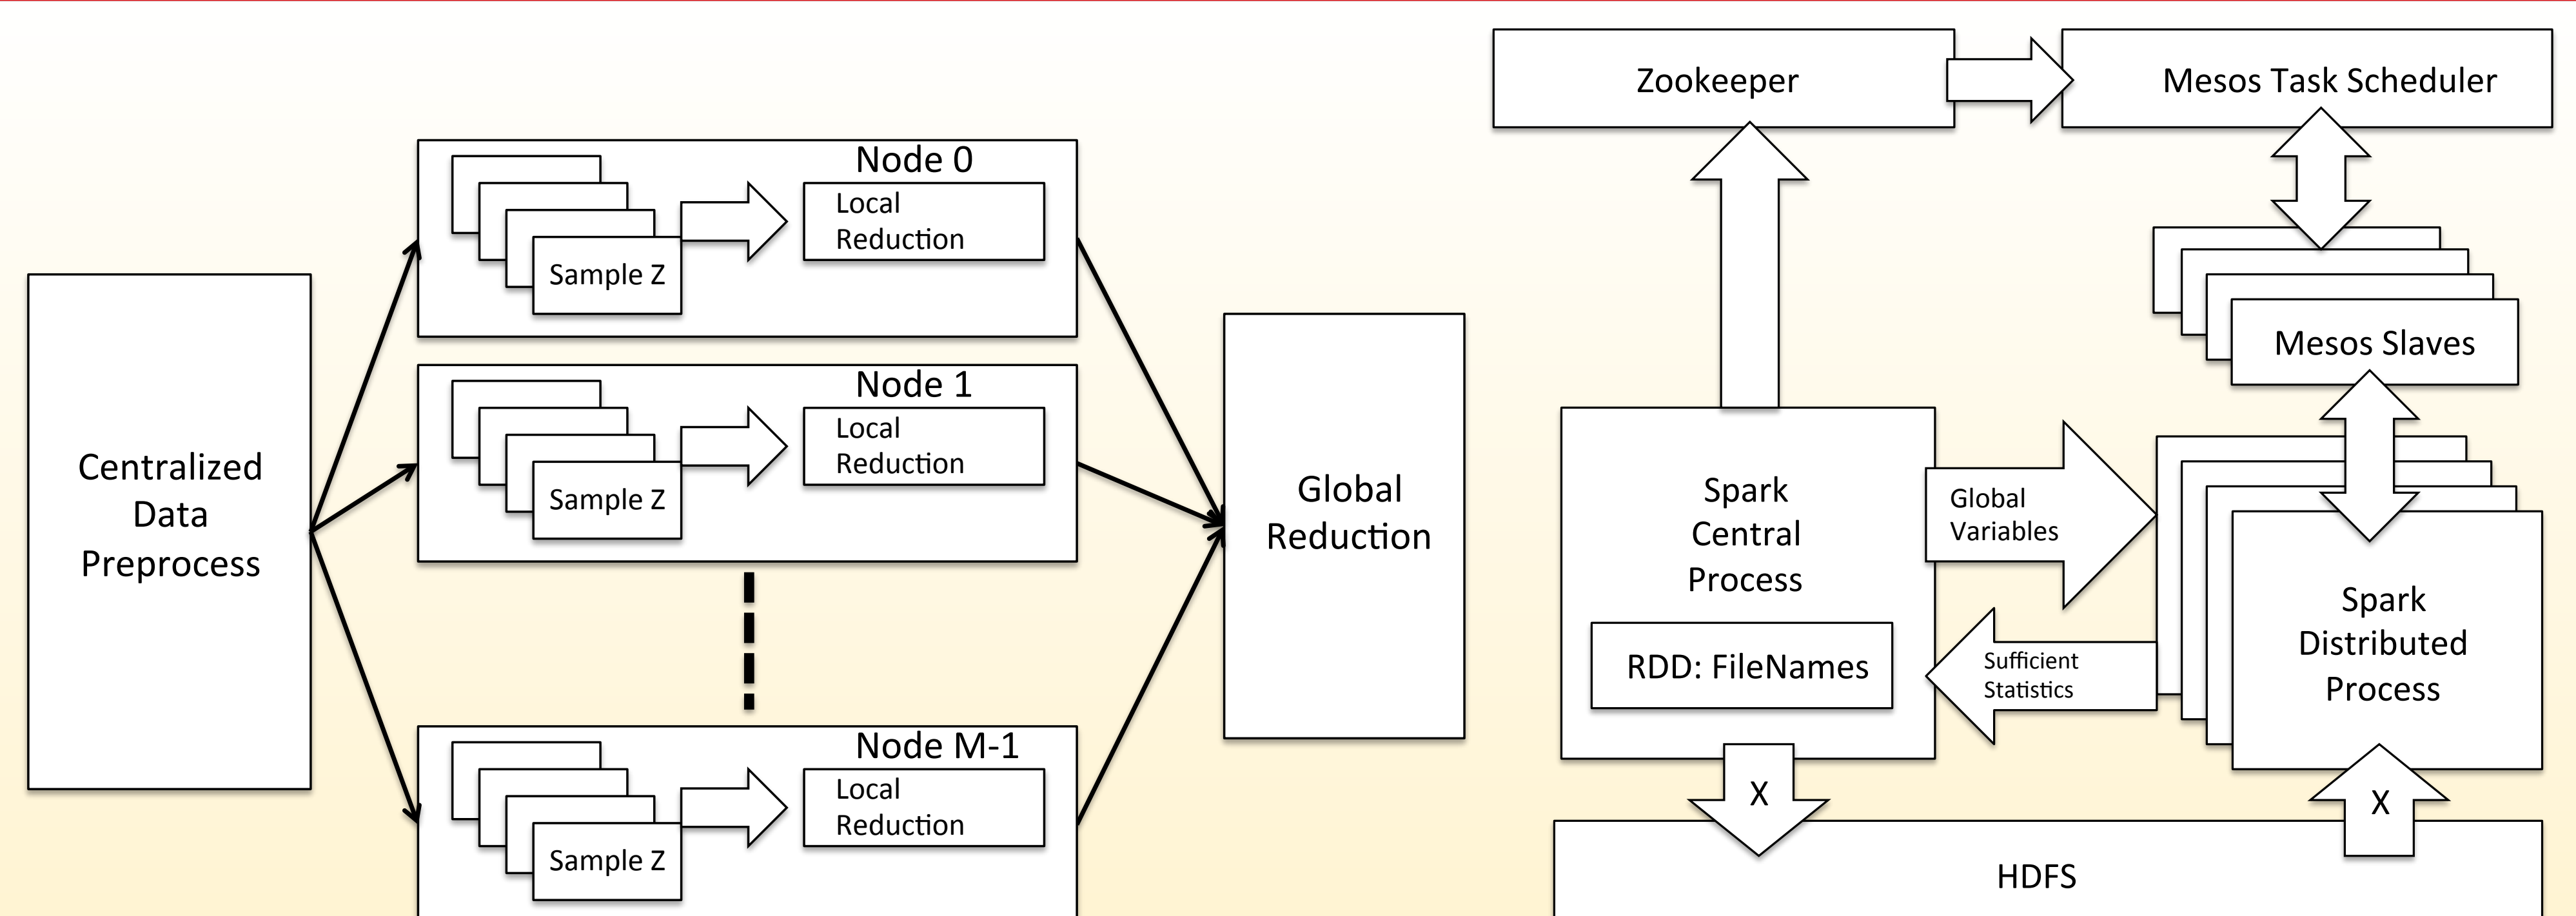 Centralized
Data
Preprocess
Node 0
Local
Reduction
Sample Z
Node 1
Local
Reduction
Sample Z
Node M-1
Local
Reduction
Sample Z
Global
Reduction
Zookeeper
Mesos Task Scheduler
Mesos Slaves
Spark
Central
Process
RDD: FileNames
Global
Variables
Sufficient
Statistics
Spark
Distributed
Process
X
X
HDFS